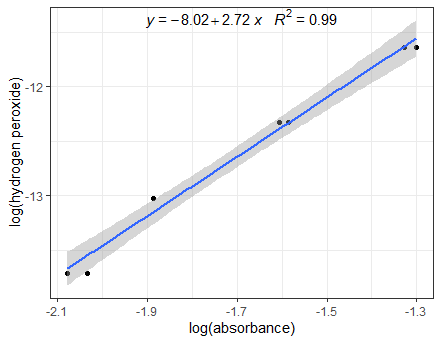 y = −8.02+2.72 x   R² = 0.99
log(hydrogen peroxide)
-12
-13
-2.1 -1.9 -1.7 -1.5 -1.3
log(absorbance)